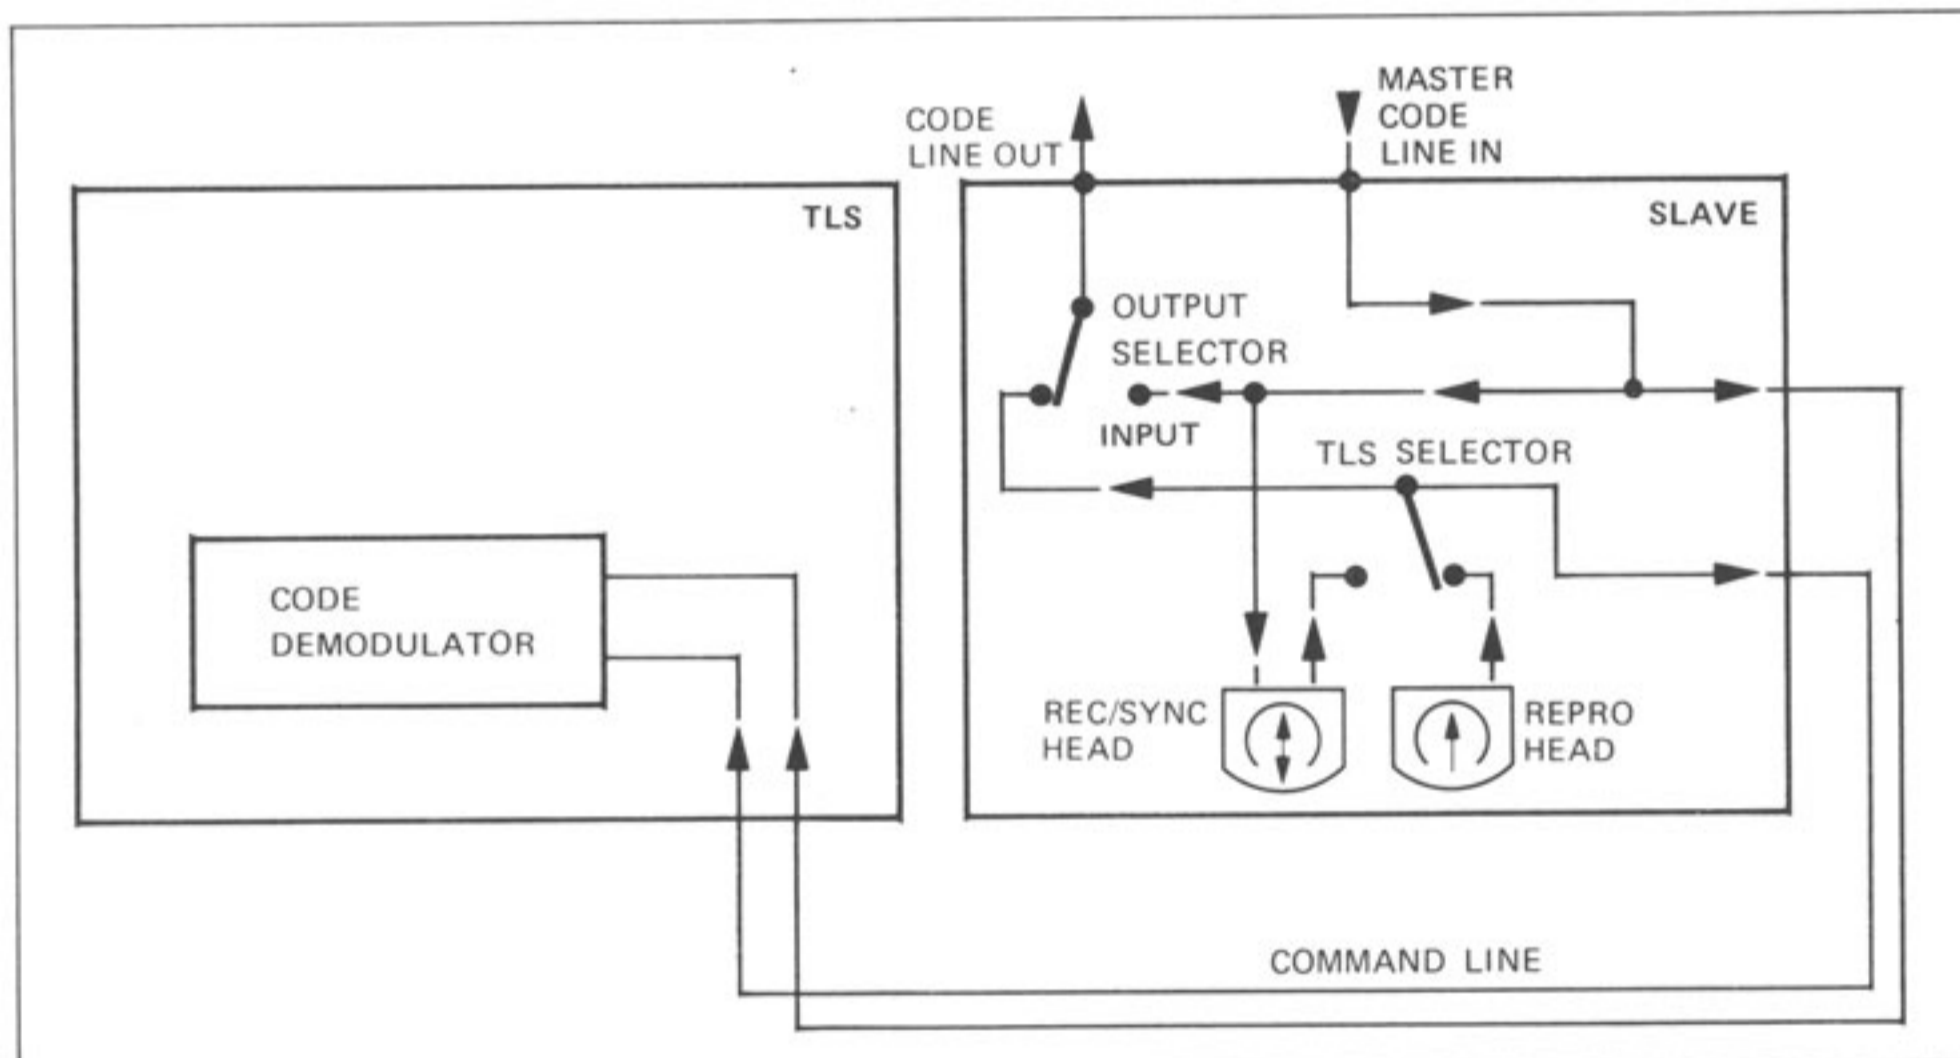 CODE
LINE OUT
MASTER
CODE
LINE IN
TLS
SLAVE
OUTPUT
SELECTOR
INPUT
TLS SELECTOR
CODE
DEMODULATOR
REC/SYNC
HEAD
REPRO
HEAD
COMMAND LINE